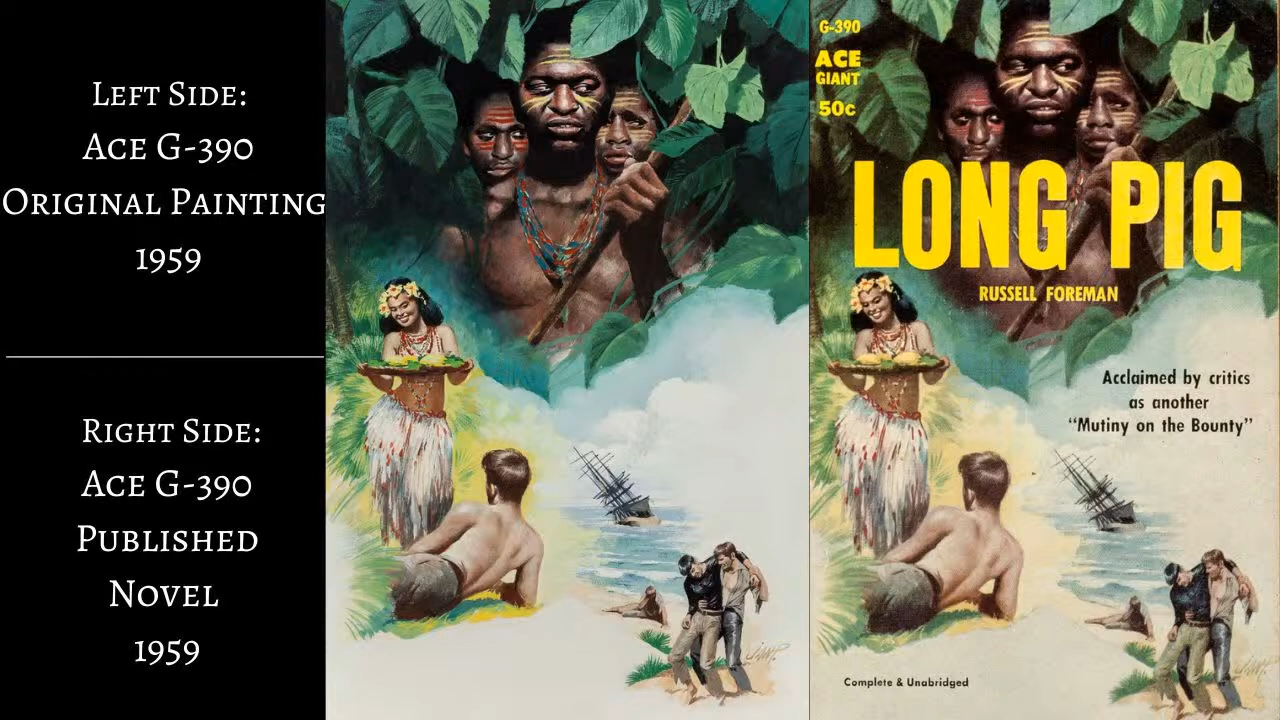 Left Side:
Ace G-390
Original Painting
1959
Right Side:
Ace G-390
Published
Novel
1959
G-390
ACE
GIANT
50c
LONG PIG
RUSSELL FOREMAN
Acclaimed by critics
as another
"Mutiny on the Bounty"
Complete & Unabridged